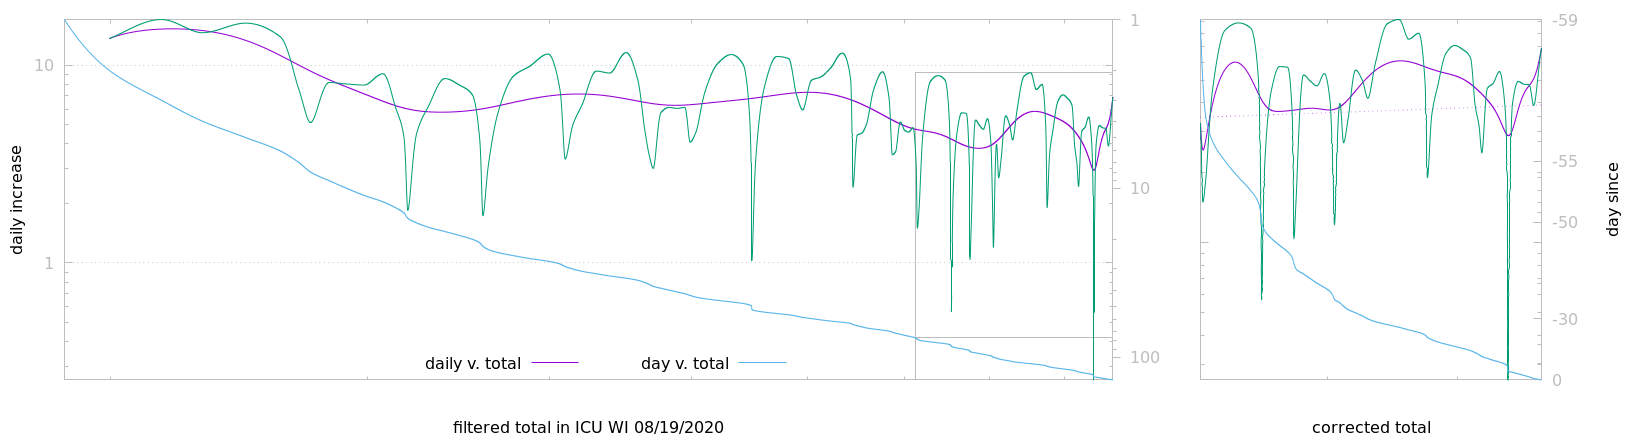 10
1
daily increase
1
10
100
daily v. total
day v. total
filtered total in ICU WI 08/19/2020
-59
-55
-50
-30
0
day since
corrected total